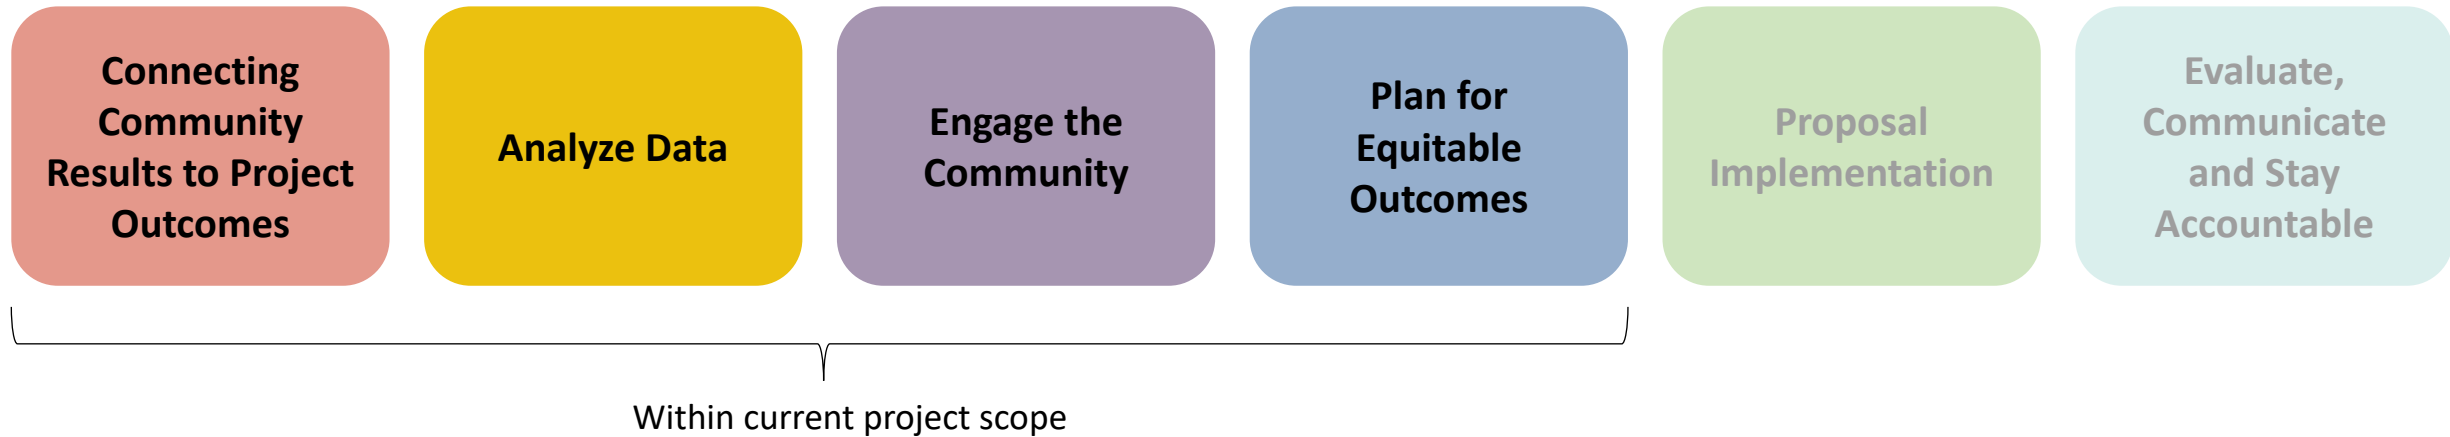 Connecting
Community
Results to Project
Outcomes
Analyze Data
Engage the
Community
Plan for
Equitable
Outcomes
Proposal
Implementation
Evaluate,
Communicate
and Stay
Accountable
Within current project scope